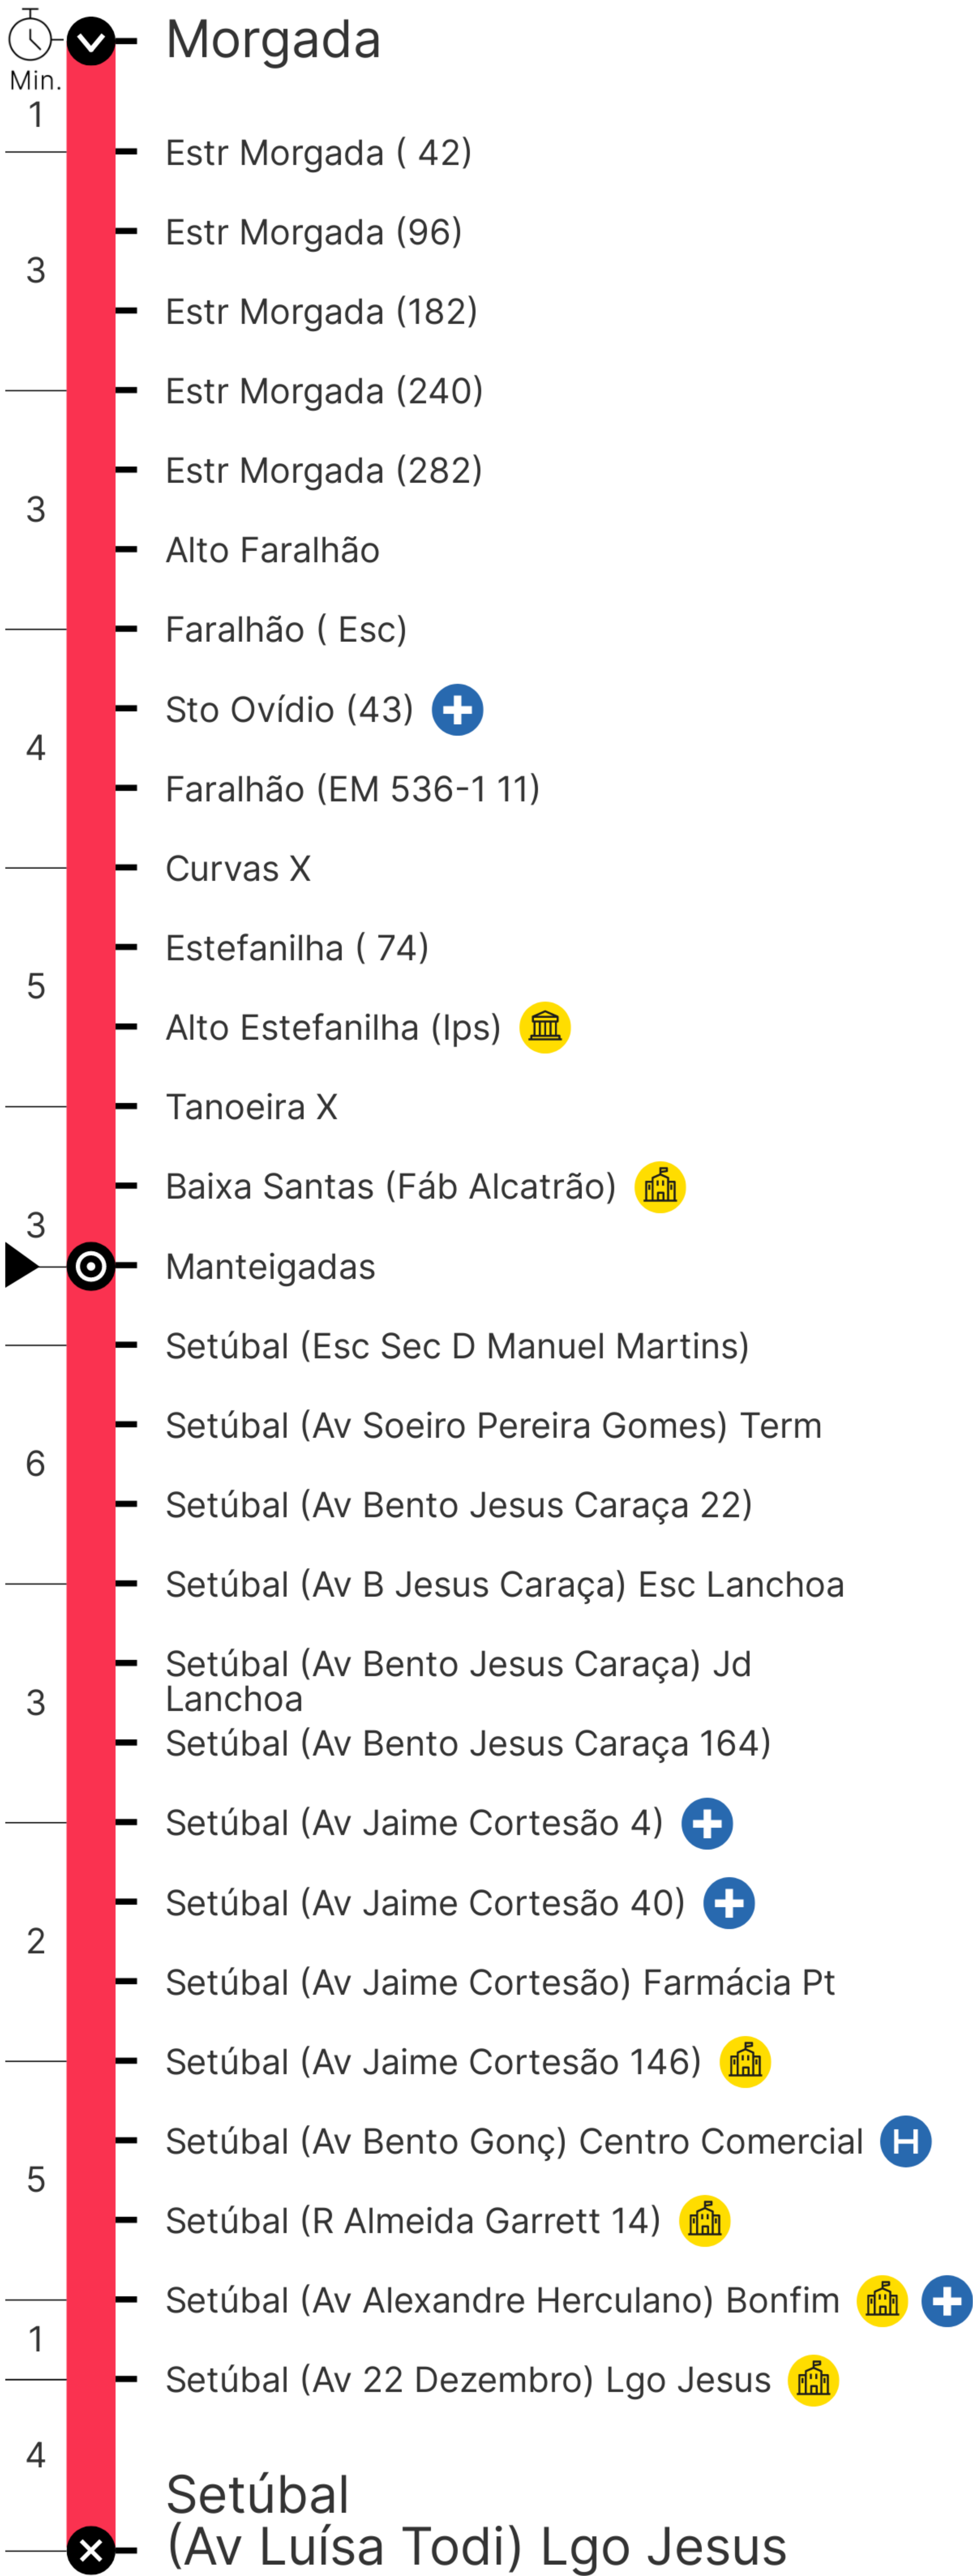 Morgada
Min.
1
Estr Morgada ( 42)
Estr Morgada (96)
3
Estr Morgada (182)
Estr Morgada (240)
Estr Morgada (282)
3
Alto Faralhão
Faralhão ( Esc)
Sto Ovídio (43)
4
Faralhão (EM 536-1 11)
Curvas X
Estefanilha ( 74)
5
Alto Estefanilha (Ips)
Tanoeira X
Baixa Santas (Fáb Alcatrão)
3
Manteigadas
Setúbal (Esc Sec D Manuel Martins)
Setúbal (Av Soeiro Pereira Gomes) Term
6
Setúbal (Av Bento Jesus Caraça 22)
Setúbal (Av B Jesus Caraça) Esc Lanchoa
Setúbal (Av Bento Jesus Caraça) Jd
Lanchoa
3
Setúbal (Av Bento Jesus Caraça 164)
Setúbal (Av Jaime Cortesão 4)
Setúbal (Av Jaime Cortesão 40)
2
Setúbal (Av Jaime Cortesão) Farmácia Pt
Setúbal (Av Jaime Cortesão 146)
Setúbal (Av Bento Gonç) Centro Comercial H
5
Setúbal (R Almeida Garrett 14)
Setúbal (Av Alexandre Herculano) Bonfim
1
Setúbal (Av 22 Dezembro) Lgo Jesus
4
Setúbal
(Av Luísa Todi) Lgo Jesus